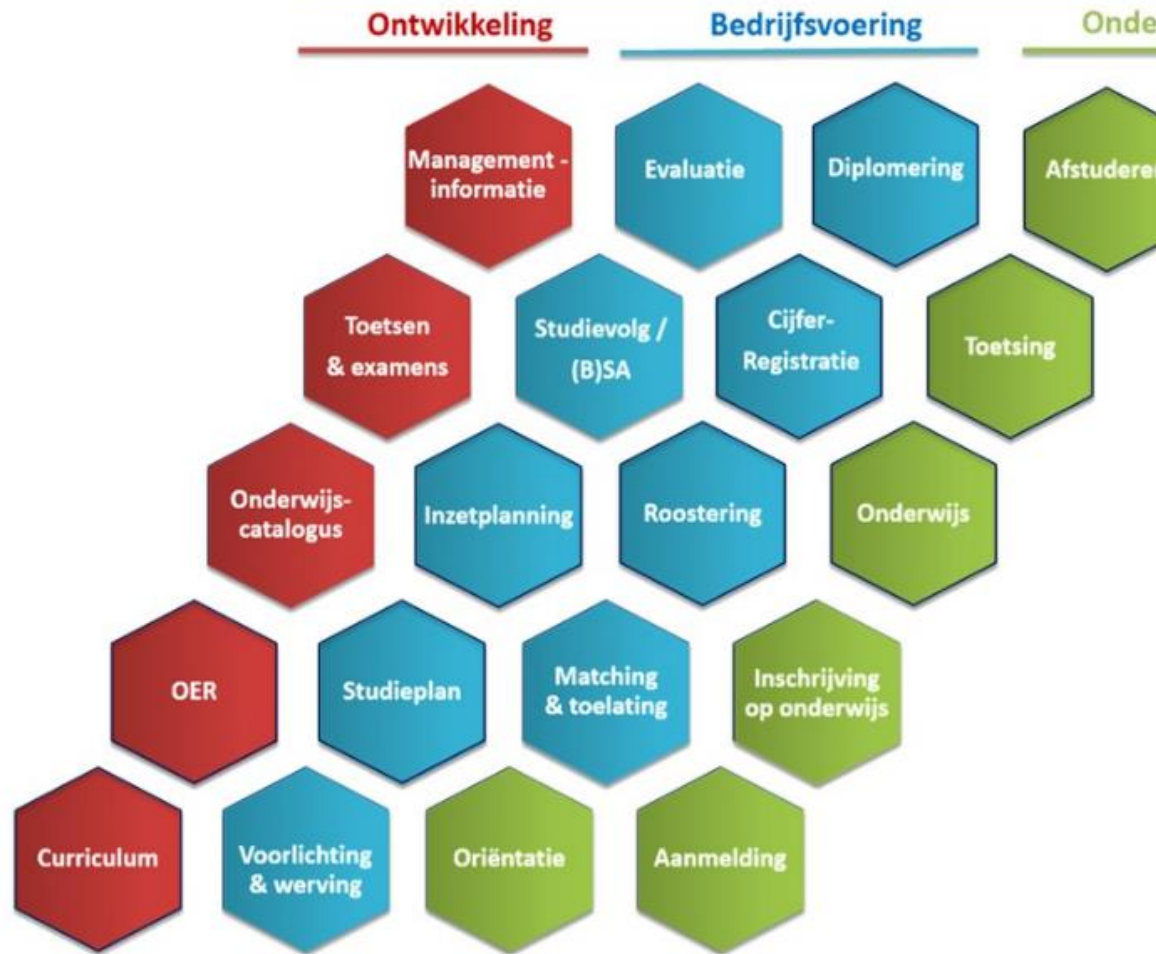 Ontwikkeling
Bedrijfsvoering
Onde
Management -
informatie
Evaluatie
Diplomering
Afstuderen
Toetsen
& examens
Studievolg /
(B)SA
Cijfer-
Registratie
Toetsing
Onderwijs-
catalogus
Inzetplanning
Roostering
Onderwijs
OER
Studieplan
Matching
& toelating
Inschrijving
op onderwijs
Curriculum
Voorlichting
& werving
Oriëntatie
Aanmelding